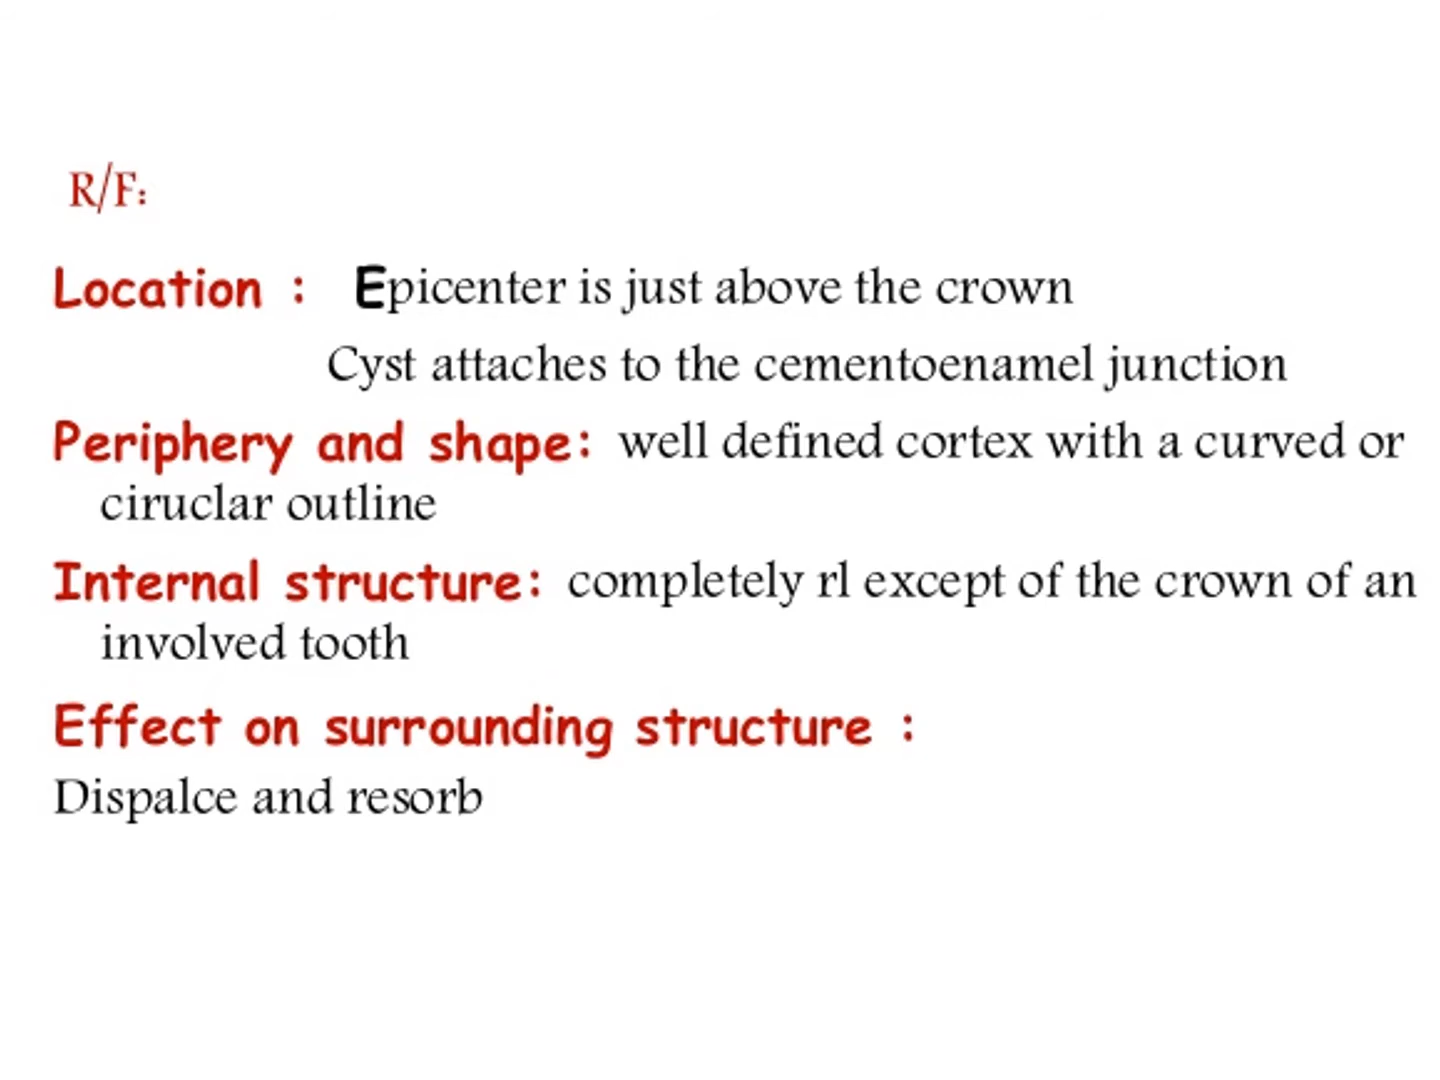 R/F:
Location : Epicenter is just above the crown
Cyst attaches to the cementoenamel junction
Periphery and shape: well defined cortex with a curved or
ciruclar outline
Internal structure: completely rl except of the crown of an
involved tooth
Effect on surrounding structure :
Dispalce and resorb